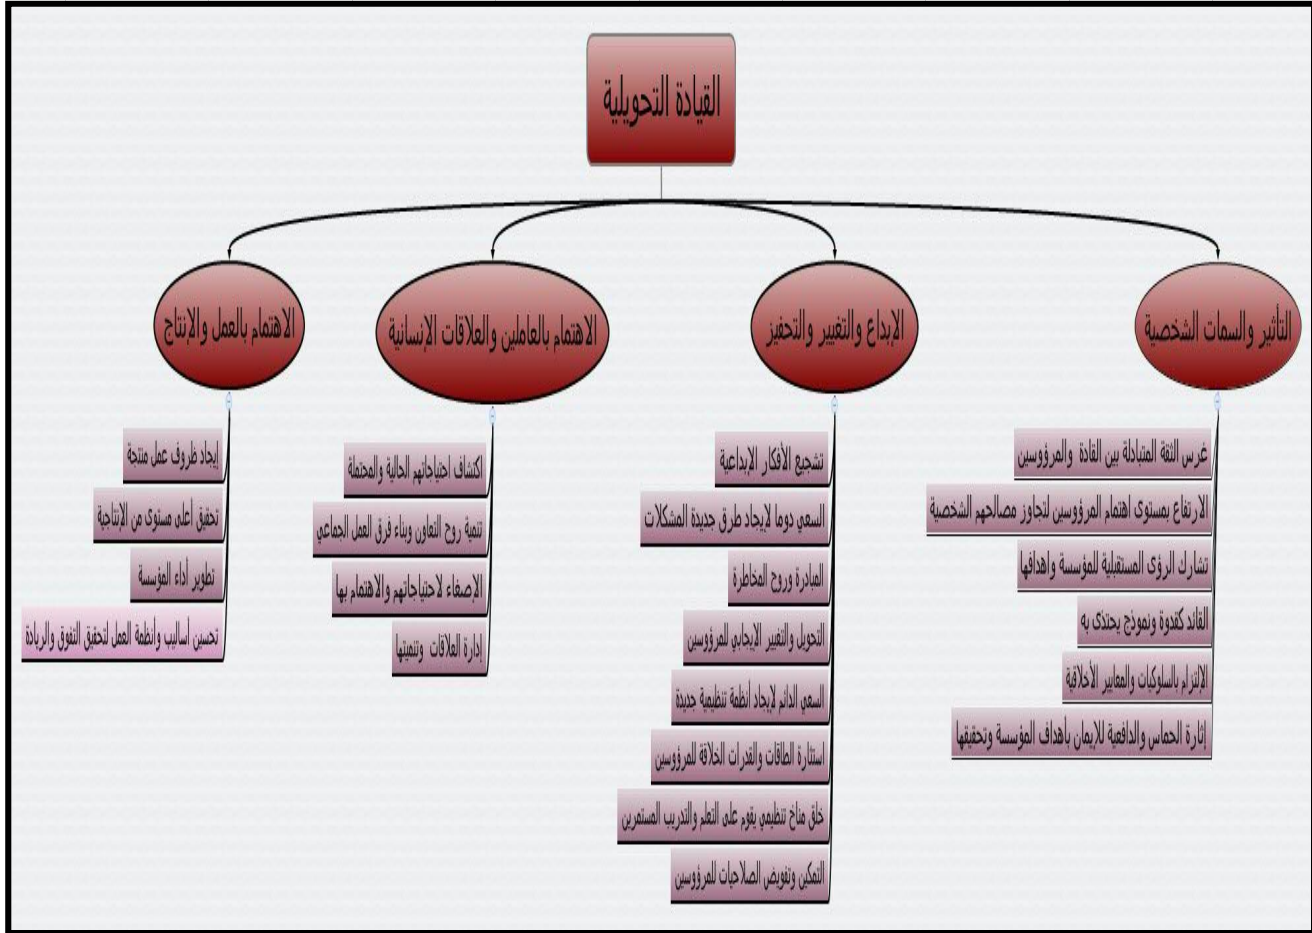 القيادة التحويلية
التأثير والسمات الشخصية
غرس الثقة المتبادلة بين القادة والمرؤوسين
الارتفاع بمستوى اهتمام المرؤوسين لتجاوز مصالحهم الشخصية
تشارك الرؤى المستقبلية للمؤسسة واهدافها
القائد كقدوة ونموذج يحتذى به
الإلتزام بالسلوكيات والمعايير الأخلاقية
إثارة الحماس والدافعية للإيمان بأهداف المؤسسة وتحقيقها
الإبداع والتغيير والتحفيز
تشجيع الأفكار الإبداعية
السعي دوما لإيجاد طرق جديدة المشكلات
المبادرة وروح المخاطرة
التحويل والتغيير الإيجابي للمرؤوسين
السعي الدائم لإيجاد أنظمة تنظيمية جديدة
استثارة الطاقات والقدرات الخلاقة للمرؤوسين
خلق مناخ تنظيمي يقوم على التعلم والتدريب المستمرين
التمكين وتفويض الصلاحيات للمرؤوسين
الاهتمام بالعاملين والعلاقات الإنسانية
اكتشاف احتياجاتهم الحالية والمحتملة
تنمية روح التعاون وبناء فرق العمل الجماعي
الإصغاء لاحتياجاتهم والاهتمام بها
ادارة العلاقات وتنميتها
الاهتمام بالعمل والإنتاج
إيجاد ظروف عمل منتجة
تحقيق أعلى مستوى من الإنتاجية
تطوير أداء المؤسسة
تحسين أساليب وأنظمة العمل لتحقيق التفوق والريادة